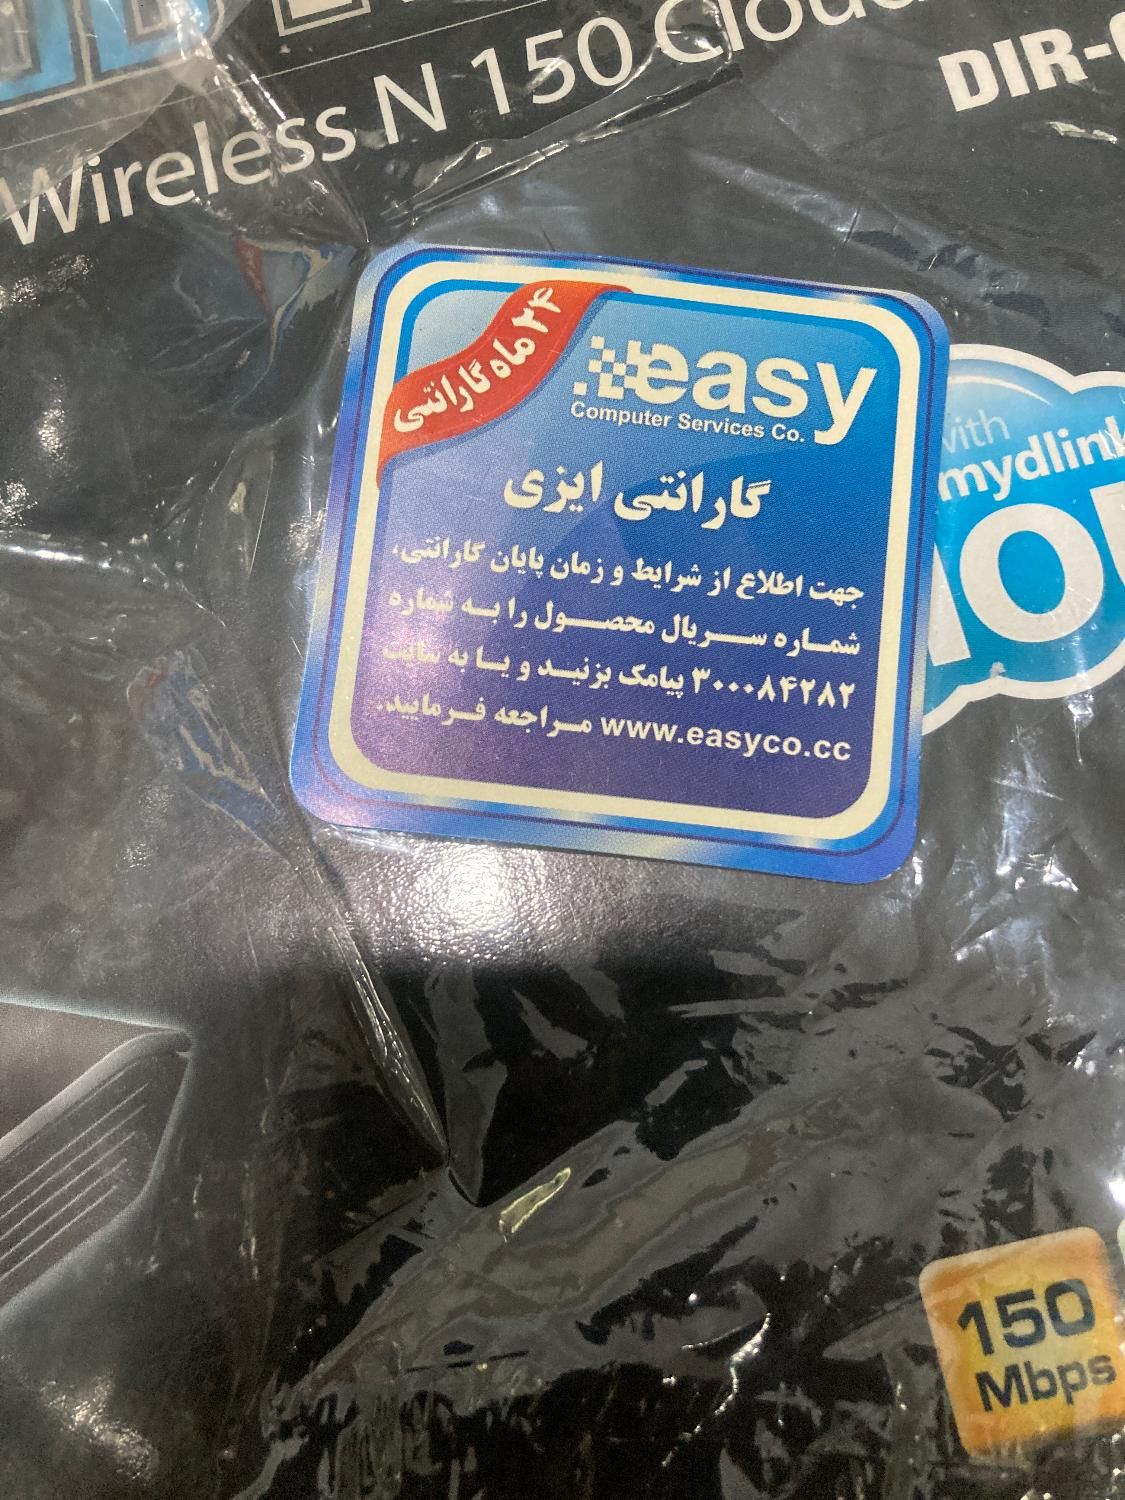 Wireless N 150
DIR-
۲۴ ماه گارانتی
easy
Computer Services Co.
گارانتی ایزی
جهت اطلاع از شرایط و زمان پایان گارانتی،
شماره سریال محصول را به شماره
۳۰۰۰۸۴۲۸۲ پیامک بزنید و یا به سایت
www.easyco.cc مراجعه فرمایید.
with
mydlink
150
Mbps